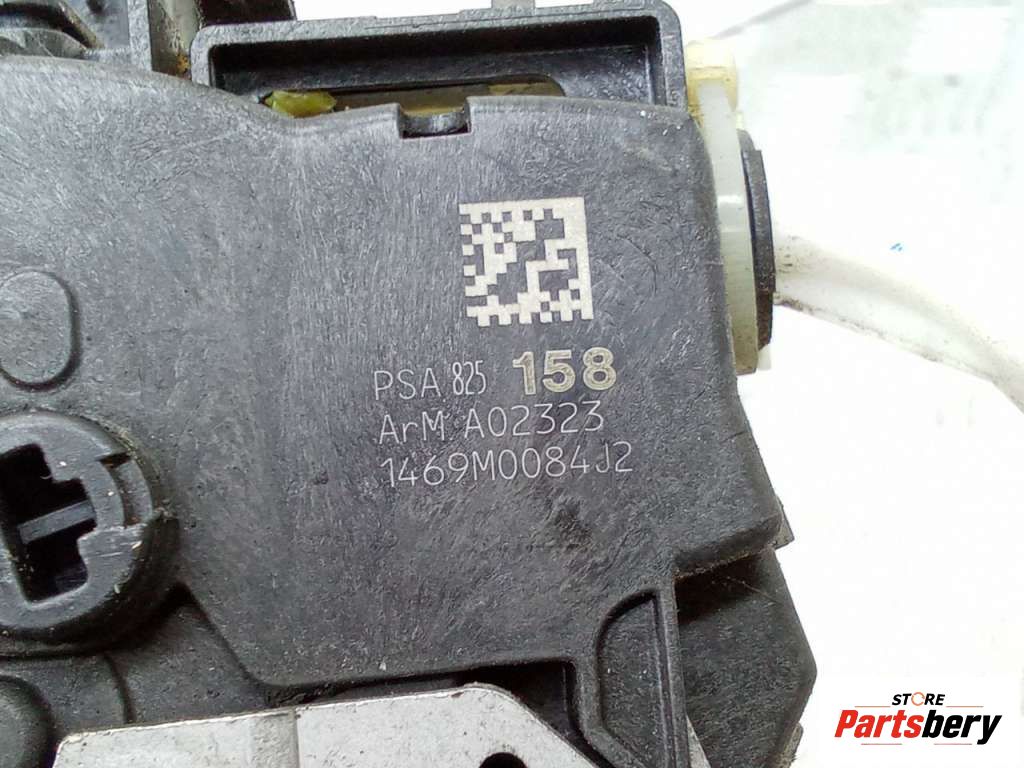 PSA 825 158
ArM A02323
1469M0084J2
STORE
Partsbery